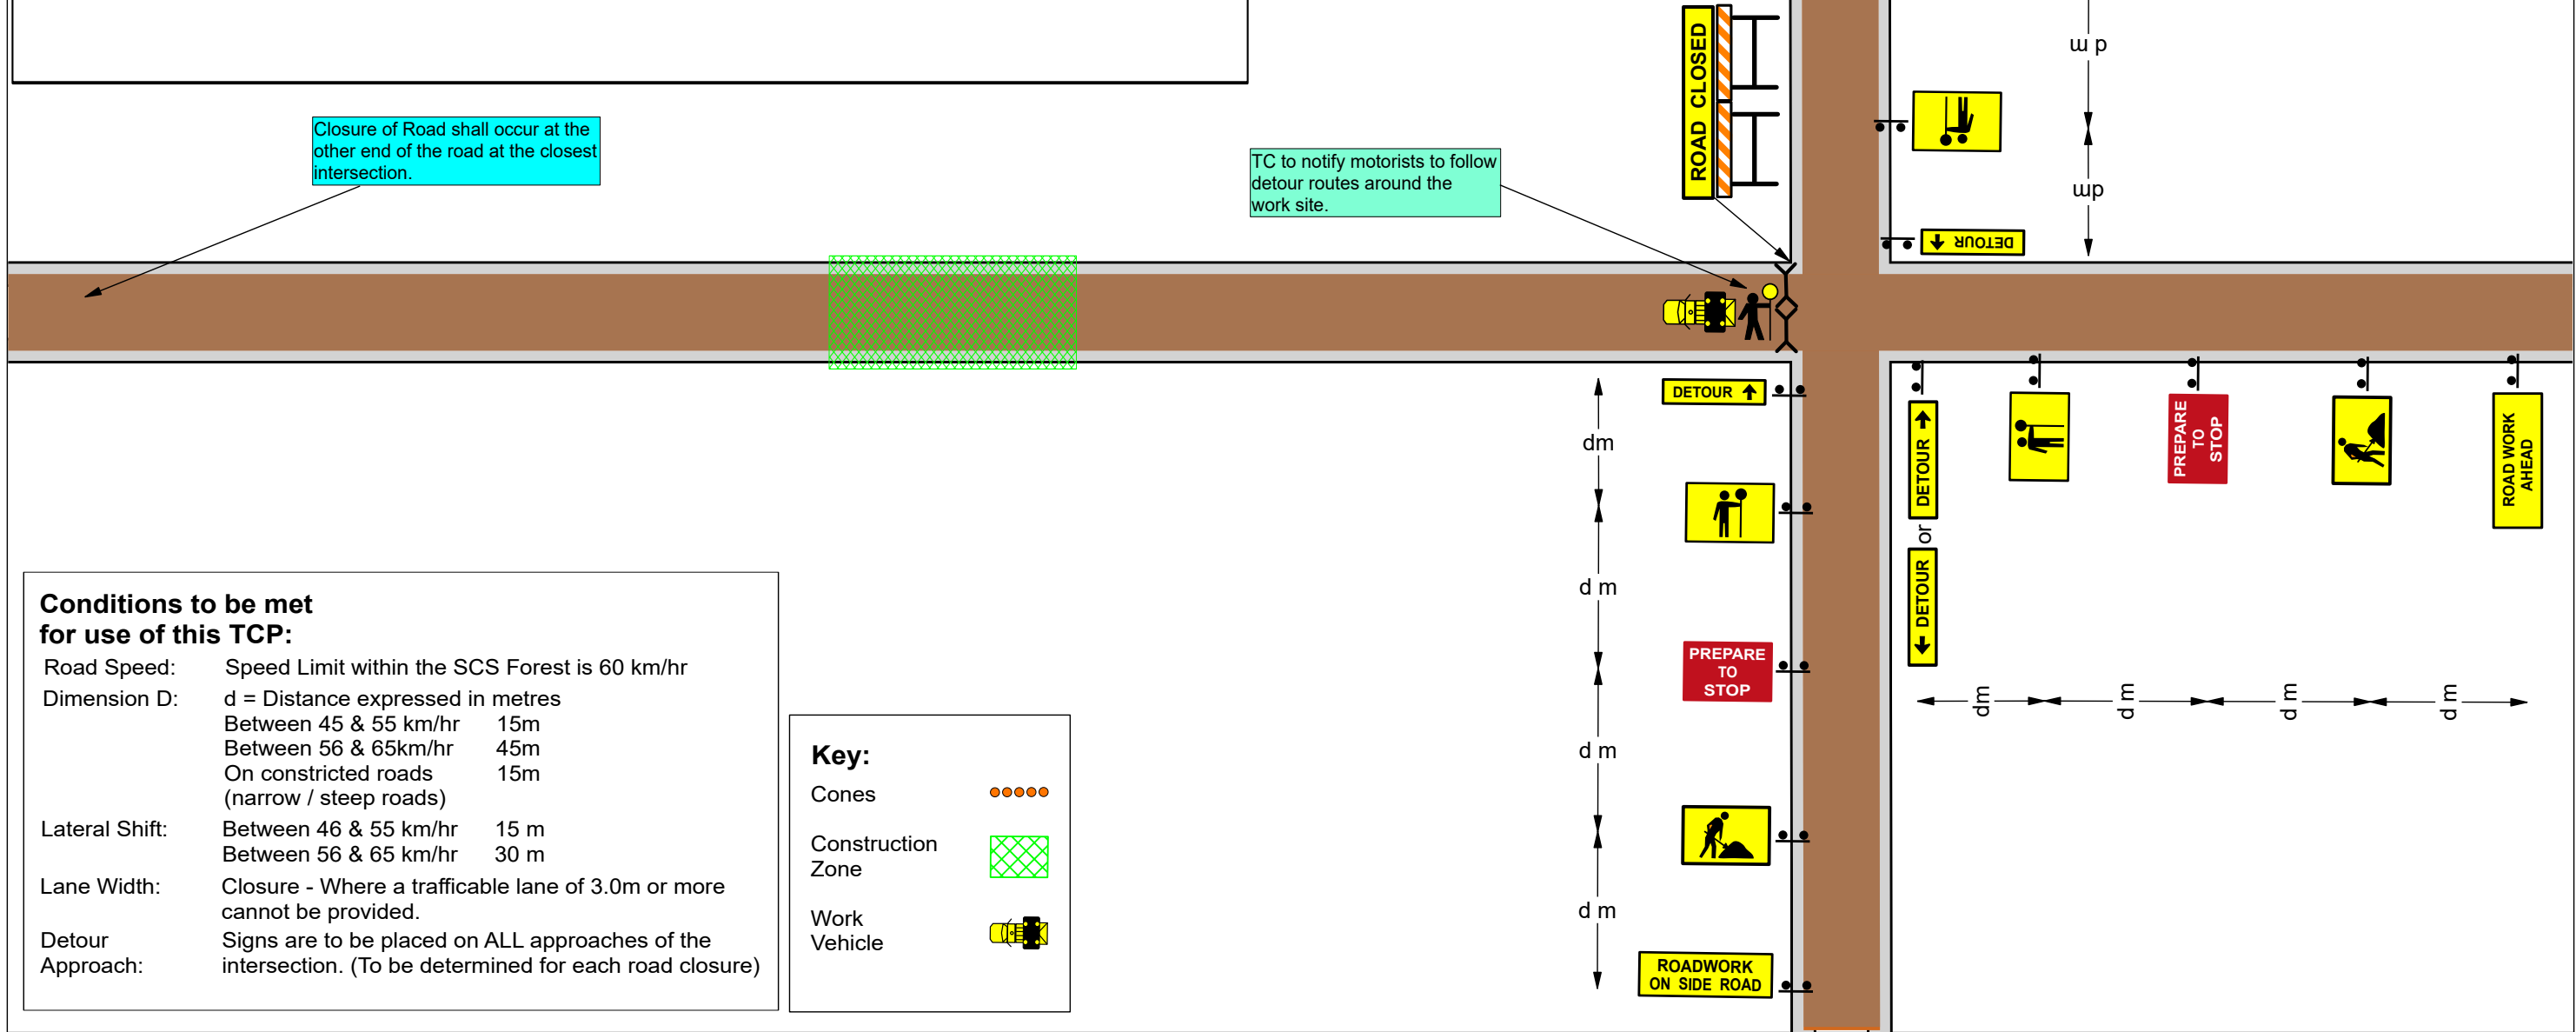 Closure of Road shall occur at the
other end of the road at the closest
intersection.
TC to notify motorists to follow
detour routes around the
work site.
ROAD CLOSED
d m
dm
DETOUR
DETOUR
dm
d m
d m
d m
PREPARE
TO
STOP
ROADWORK
ON SIDE ROAD
DETOUR
or
DETOUR
PREPARE
TO
STOP
ROAD WORK
AHEAD
dm
d m
d m
d m
Conditions to be met
for use of this TCP:
Road Speed: Speed Limit within the SCS Forest is 60 km/hr
Dimension D: d = Distance expressed in metres
Between 45 & 55 km/hr 15m
Between 56 & 65km/hr 45m
On constricted roads 15m
(narrow / steep roads)
Lateral Shift: Between 46 & 55 km/hr 15 m
Between 56 & 65 km/hr 30 m
Lane Width: Closure - Where a trafficable lane of 3.0m or more
cannot be provided.
Detour Signs are to be placed on ALL approaches of the
Approach: intersection. (To be determined for each road closure)
Key:
Cones
Construction
Zone
Work
Vehicle